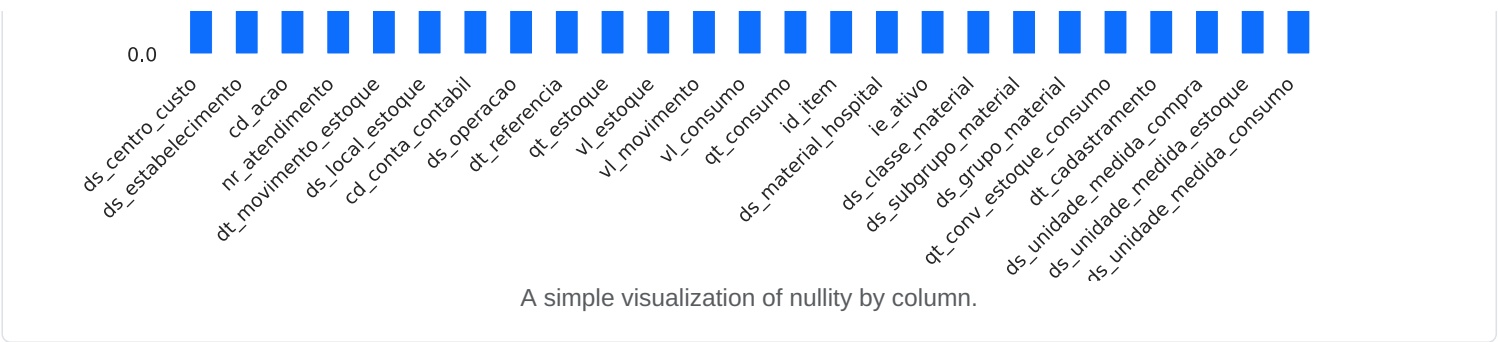 0.0
ds_centro_custo
ds_estabelecimento
cd_acao
nr_atendimento
dt_movimento_estoque
ds_local_estoque
cd_conta_contabil
ds_operacao
dt_referencia
qt_estoque
vl_estoque
vl_movimento
vl_consumo
qt_consumo
id_item
ds_material_hospital
ie_ativo
ds_classe_material
ds_subgrupo_material
ds_grupo_material
qt_conv_estoque_consumo
dt_cadastramento
ds_unidade_medida_compra
ds_unidade_medida_estoque
ds_unidade_medida_consumo
A simple visualization of nullity by column.